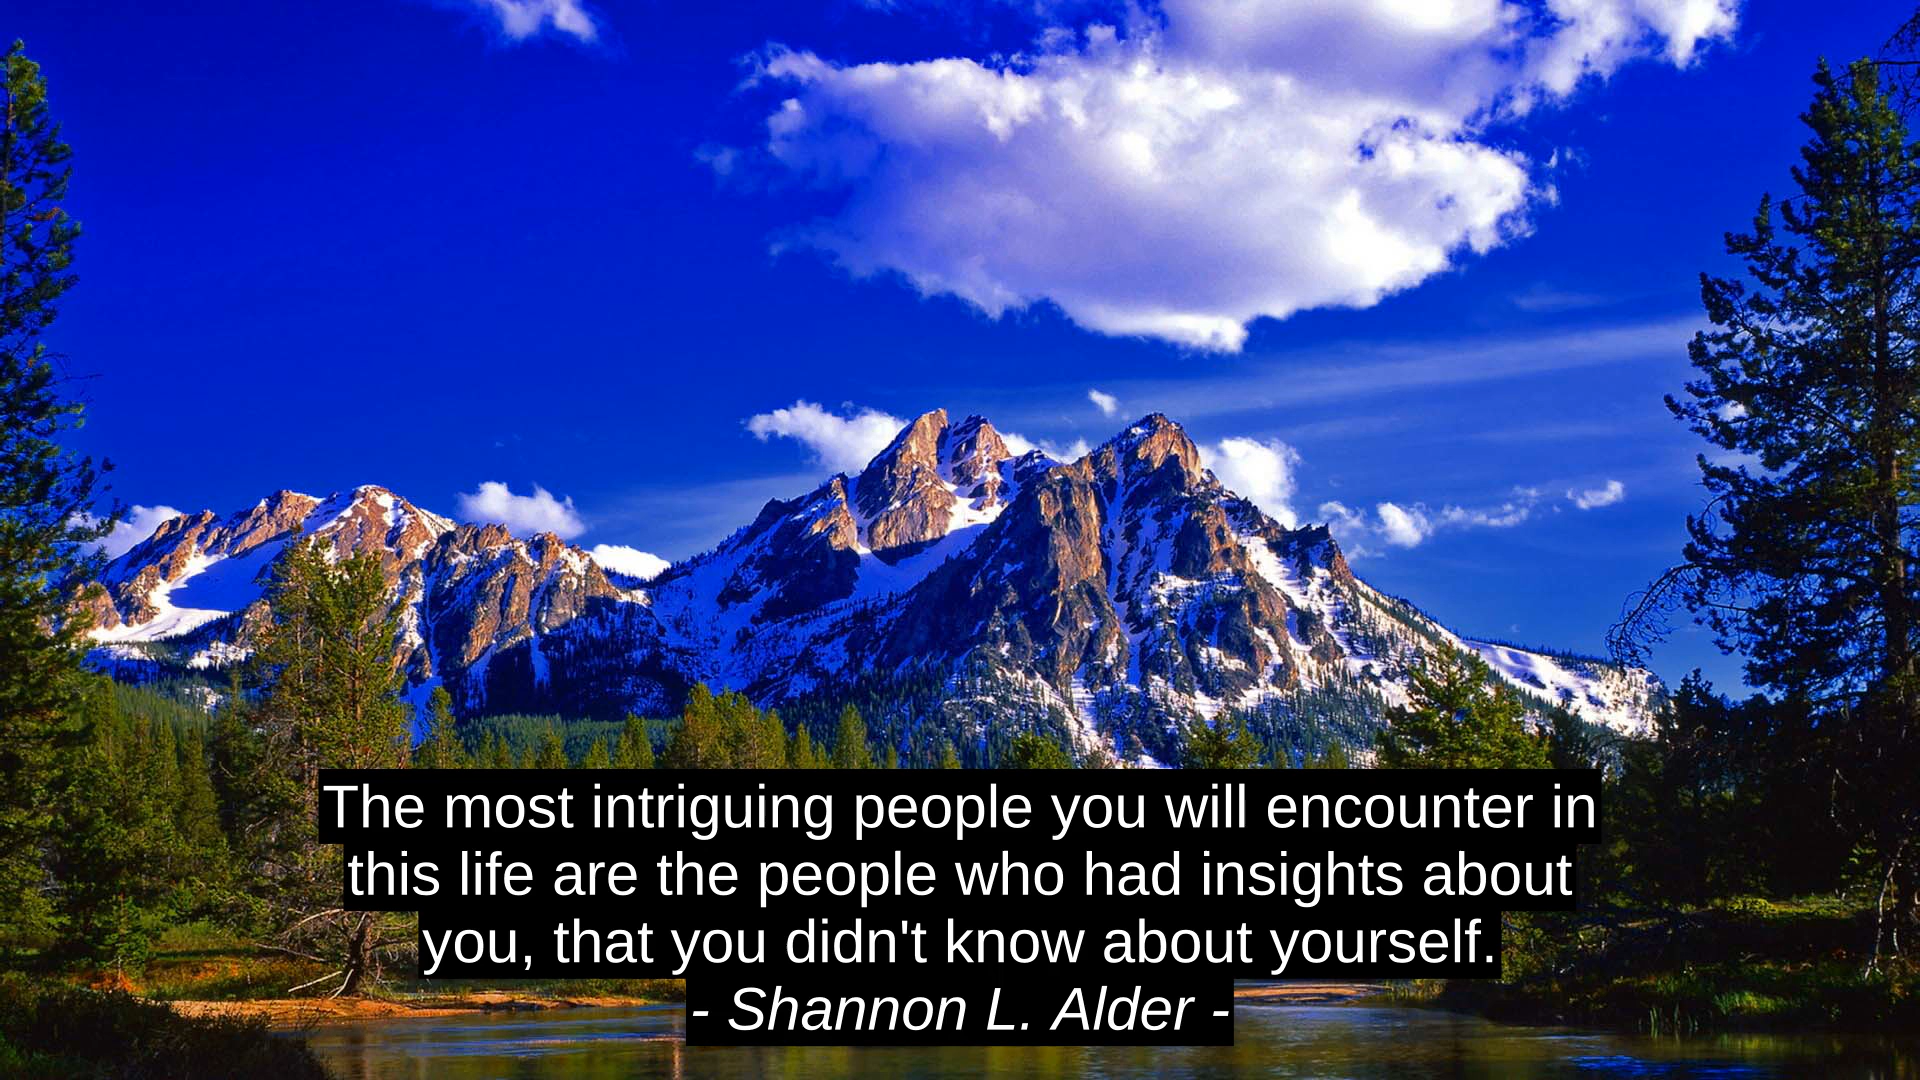 The most intriguing people you will encounter in
this life are the people who had insights about
you, that you didn't know about yourself.
- Shannon L. Alder -